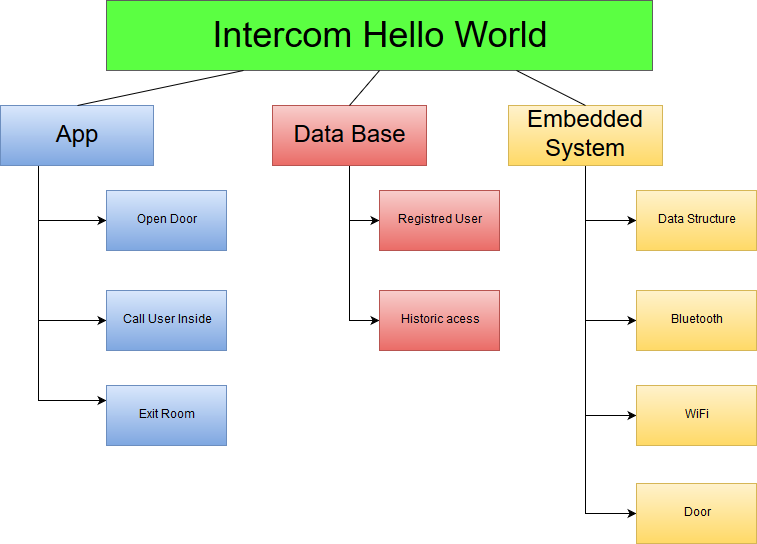 Intercom Hello World
App
Data Base
Embedded
System
Open Door
Registred User
Data Structure
Call User Inside
Historic acess
Bluetooth
Exit Room
WiFi
Door